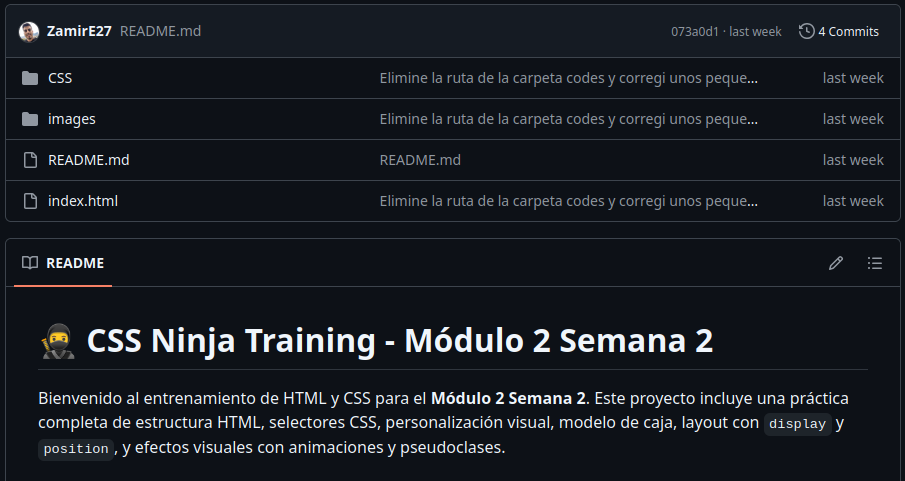 ZamirE27 README.md 073a0d1 · last week 4 Commits
CSS Elimine la ruta de la carpeta codes y corregi unos peque... last week
images Elimine la ruta de la carpeta codes y corregi unos peque... last week
README.md README.md last week
index.html Elimine la ruta de la carpeta codes y corregi unos peque... last week
README
🥷 CSS Ninja Training - Módulo 2 Semana 2
Bienvenido al entrenamiento de HTML y CSS para el Módulo 2 Semana 2. Este proyecto incluye una práctica
completa de estructura HTML, selectores CSS, personalización visual, modelo de caja, layout con display y
position, y efectos visuales con animaciones y pseudoclases.